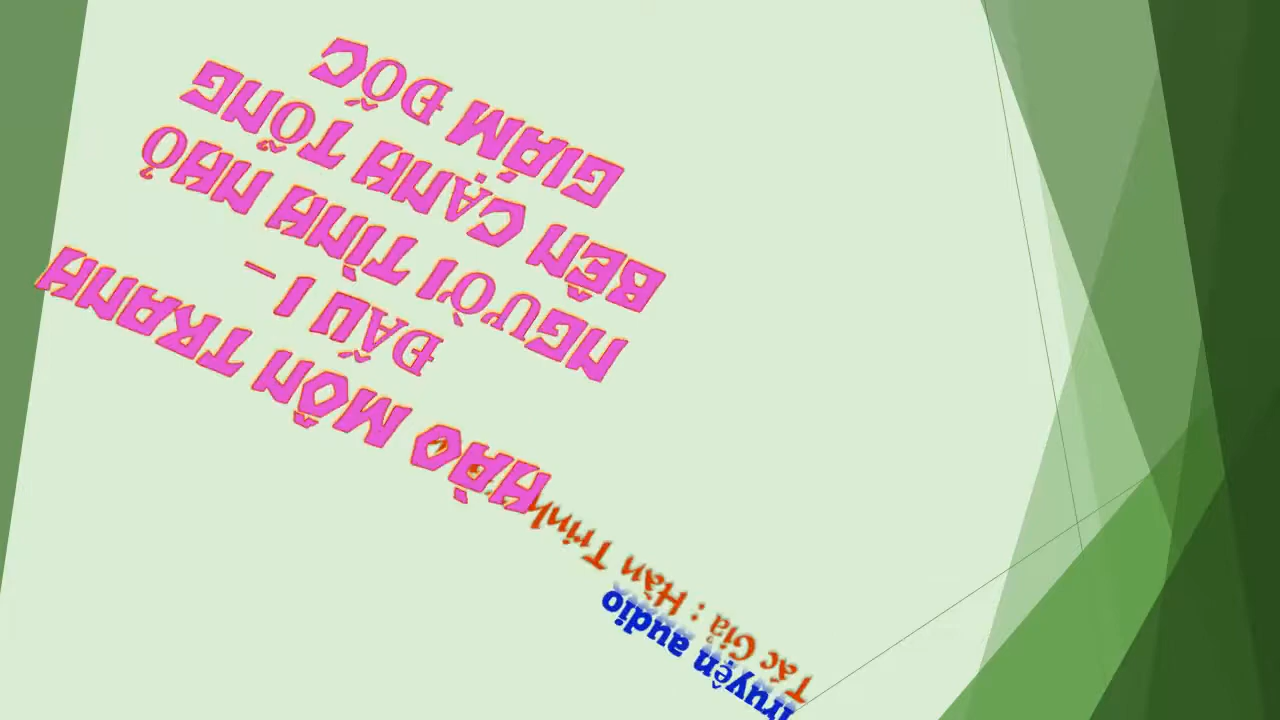 truyện audio
Tác Giả : Hàn Trinh
HÀO MÔN TRANH
ĐẤU I –
NGƯỜI TÌNH NHỎ
BÊN CẠNH TỔNG
GIÁM ĐỐC